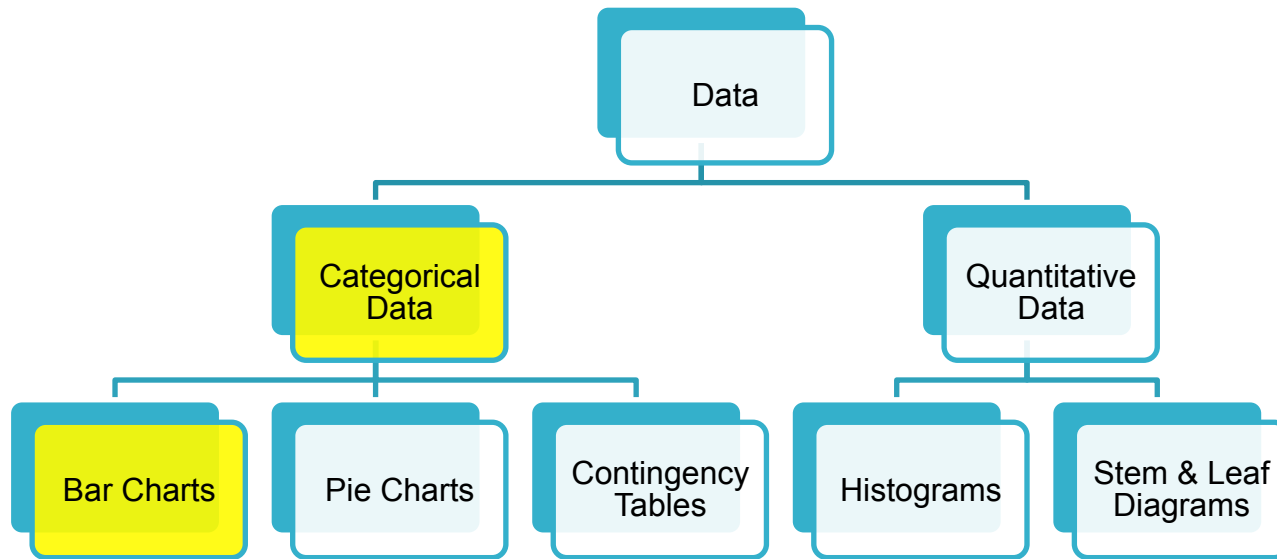 Data
Categorical
Data
Quantitative
Data
Bar Charts
Pie Charts
Contingency
Tables
Histograms
Stem & Leaf
Diagrams